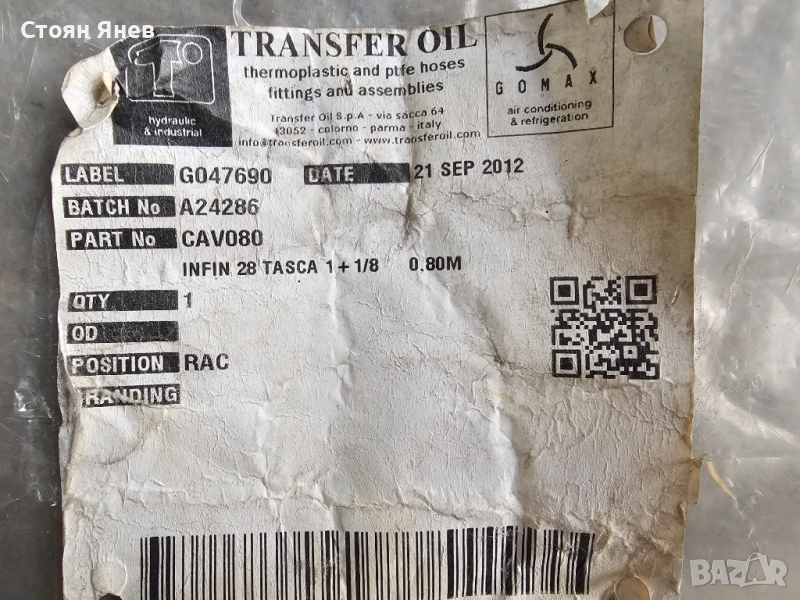 Стоян Янев
TRANSFER OIL
thermoplastic and ptfe hoses
fittings and assemblies
Transfer Oil S.p.A - via sacca 64
43052 - colorno - parma - italy
info@transferoil.com - www.transferoil.com
hydraulic
& industrial
GOMAX
air conditioning
& refrigeration
LABEL G047690 DATE 21 SEP 2012
BATCH No A24286
PART No CAV080
INFIN 28 TASCA 1+1/8 0.80M
QTY 1
OD
POSITION RAC
BRANDING
BAZAR